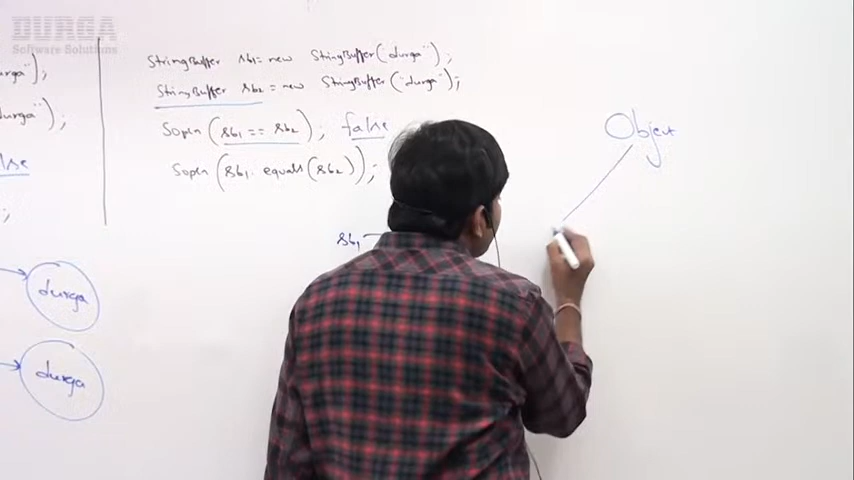 DURGA
Software Solutions
StringBuffer sb1 = new StringBuffer("durga");
StringBuffer sb2 = new StringBuffer("durga");
Sopln (sb1 == sb2); false
Sopln (sb1. equals(sb2));
sb1
Object
durga
durga